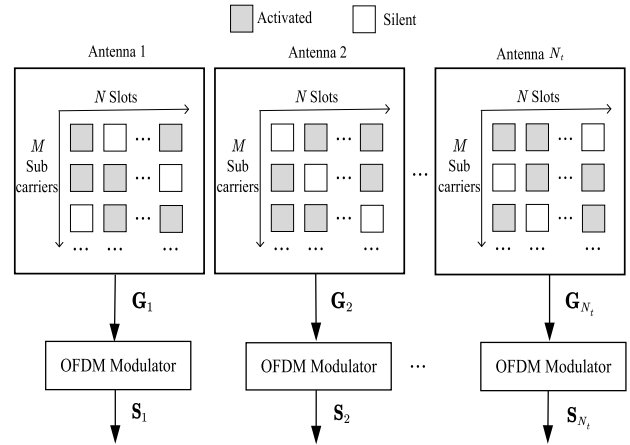 Activated Silent
Antenna 1 Antenna 2 Antenna N_t
N Slots N Slots N Slots
M M M
Sub Sub Sub
carriers carriers carriers
... ... ...
... ... ...
... ... ...
... ... ... ... ... ... ... ... ...
...
G_1 G_2 G_{N_t}
OFDM Modulator OFDM Modulator ... OFDM Modulator
S_1 S_2 S_{N_t}